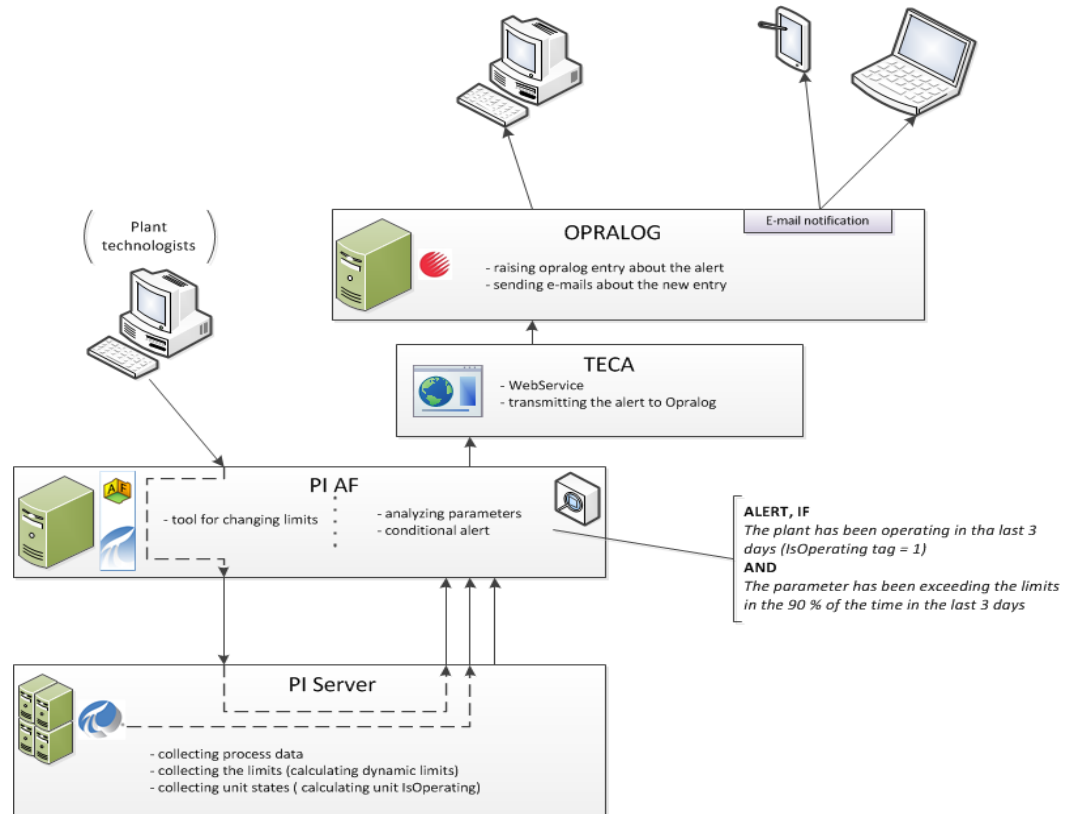 E-mail notification
OPRALOG
- raising opralog entry about the alert
- sending e-mails about the new entry
Plant
technologists
TECA
- WebService
- transmitting the alert to Opralog
PI AF
AF
- tool for changing limits
- analyzing parameters
- conditional alert
ALERT, IF
The plant has been operating in tha last 3
days (IsOperating tag = 1)
AND
The parameter has been exceeding the limits
in the 90 % of the time in the last 3 days
PI Server
- collecting process data
- collecting the limits (calculating dynamic limits)
- collecting unit states ( calculating unit IsOperating)